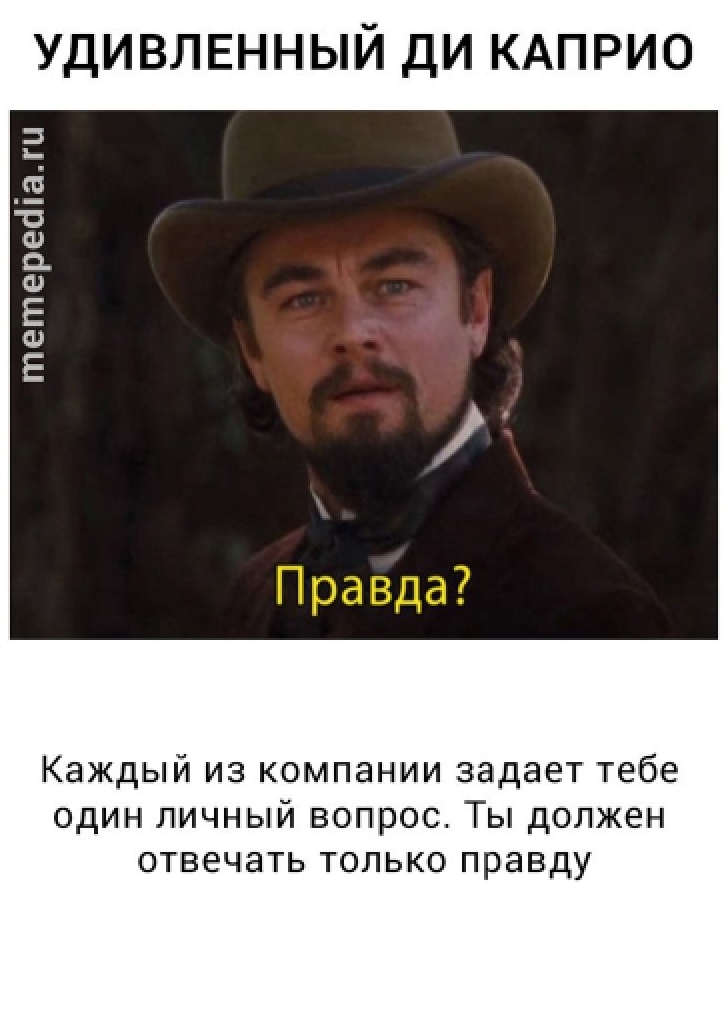 УДИВЛЕННЫЙ ДИ КАПРИО
memepedia.ru
Правда?
Каждый из компании задает тебе
один личный вопрос. Ты должен
отвечать только правду